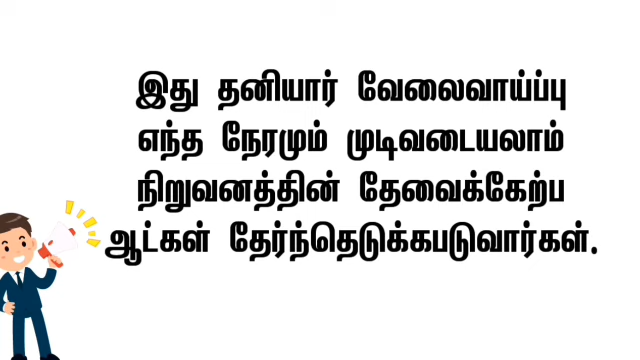 இது தனியார் வேலைவாய்ப்பு
எந்த நேரமும் முடிவடையலாம்
நிறுவனத்தின் தேவைக்கேற்ப
ஆட்கள் தேர்ந்தெடுக்கபடுவார்கள்.